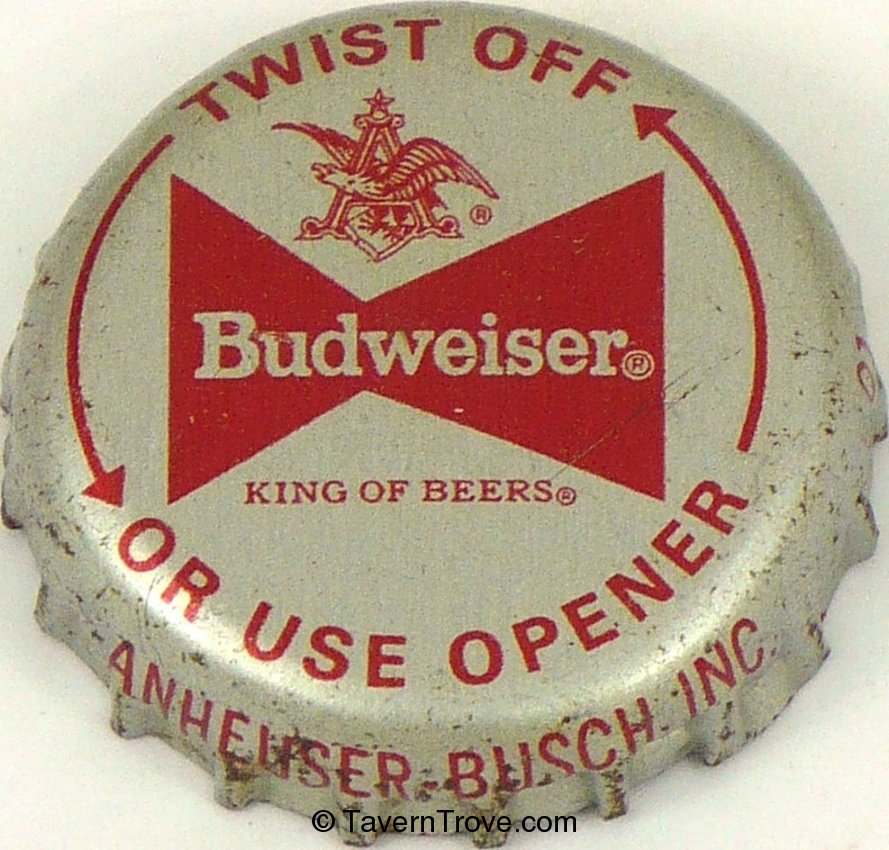 TWIST OFF
Budweiser®
KING OF BEERS®
OR USE OPENER
ANHEUSER-BUSCH, INC.
© TavernTrove.com